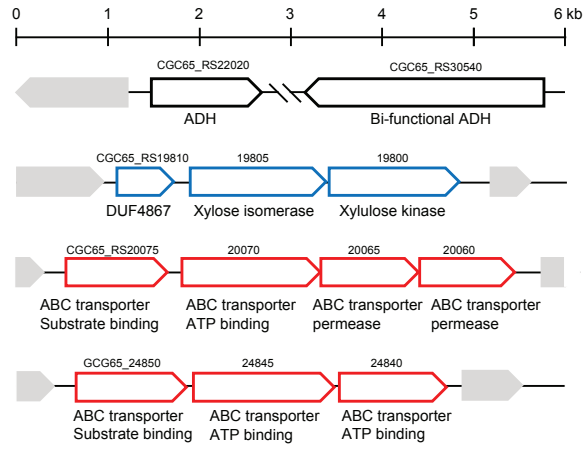 0 1 2 3 4 5 6 kb
CGC65_RS22020 CGC65_RS30540
ADH Bi-functional ADH
CGC65_RS19810 19805 19800
DUF4867 Xylose isomerase Xylulose kinase
CGC65_RS20075 20070 20065 20060
ABC transporter ABC transporter ABC transporter ABC transporter
Substrate binding ATP binding permease permease
GCG65_24850 24845 24840
ABC transporter ABC transporter ABC transporter
Substrate binding ATP binding ATP binding